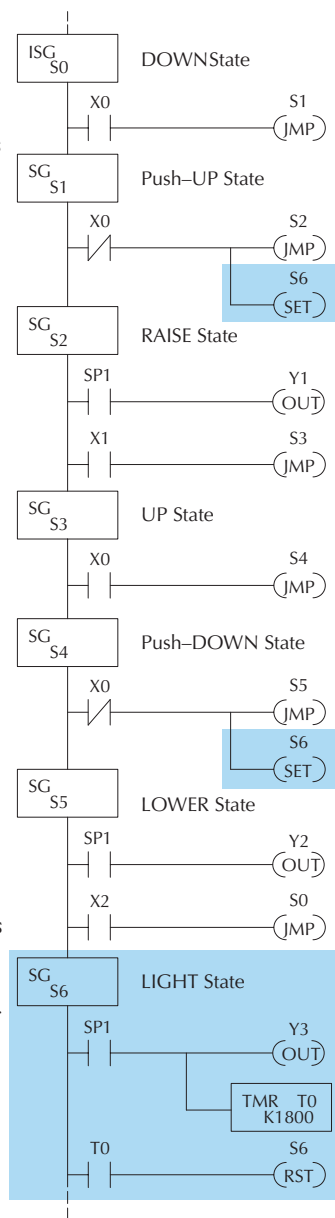 ISG
S0
DOWNState
X0
S1
JMP
SG
S1
Push–UP State
X0
S2
JMP
S6
SET
SG
S2
RAISE State
SP1
Y1
OUT
X1
S3
JMP
SG
S3
UP State
X0
S4
JMP
SG
S4
Push–DOWN State
X0
S5
JMP
S6
SET
SG
S5
LOWER State
SP1
Y2
OUT
X2
S0
JMP
s
SG
S6
LIGHT State
SP1
Y3
OUT
TMR T0
K1800
T0
S6
RST